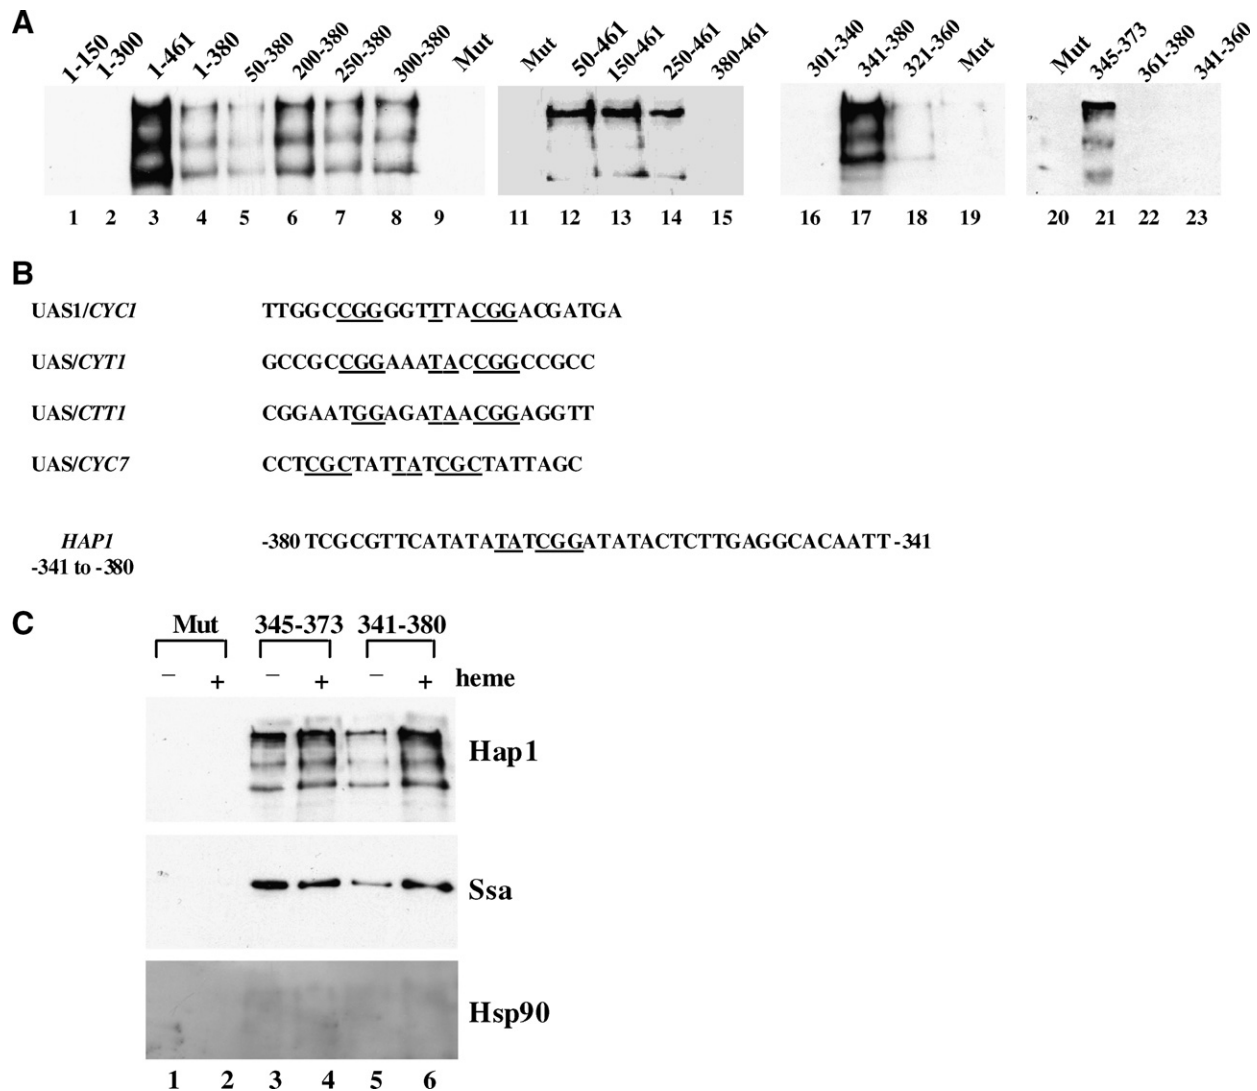 A
1-150 1-300 1-461 1-380 50-380 200-380 250-380 300-380 Mut Mut 50-461 150-461 250-461 380-461 301-340 341-380 321-360 Mut Mut 345-373 361-380 341-360
1 2 3 4 5 6 7 8 9 11 12 13 14 15 16 17 18 19 20 21 22 23
B
UAS1/CYC1 TTGGCCGGGGTTTACGGACGATGA
UAS/CYT1 GCCGCCGGAAATACCGGCCGCC
UAS/CTT1 CGGAATGGAGATAACGGAGGTT
UAS/CYC7 CCTCGCTATTATCGCTATTAGC
HAP1 -380 TCGCGTTCATATATATCGGATATACTCTTGAGGCACAATT -341
-341 to -380
C
Mut 345-373 341-380
− + − + − + heme
Hap1
Ssa
Hsp90
1 2 3 4 5 6